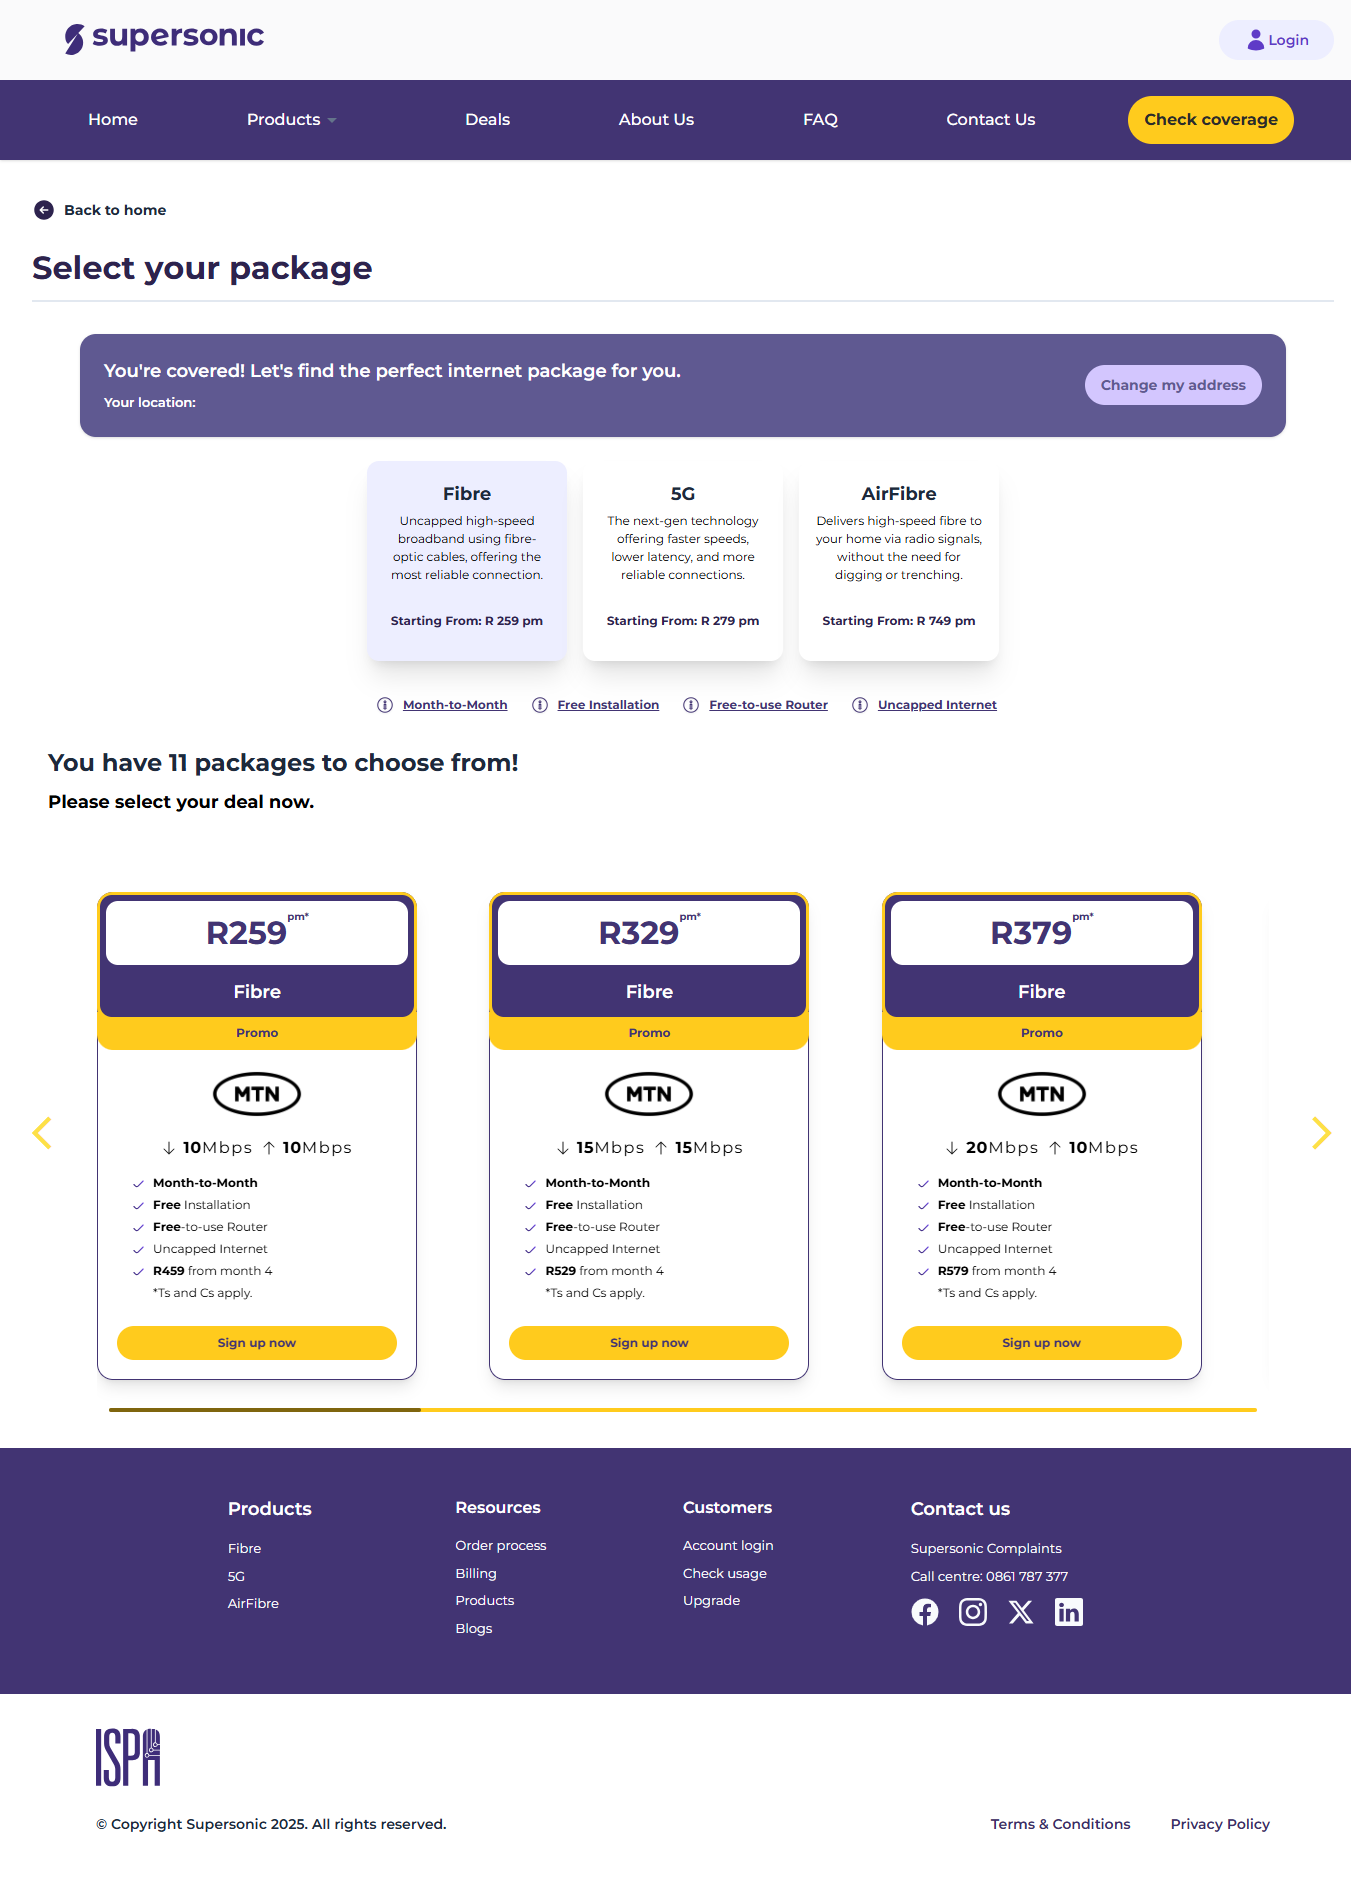 supersonic
Login
Home
Products
Deals
About Us
FAQ
Contact Us
Check coverage
Back to home
Select your package
You're covered! Let's find the perfect internet package for you.
Your location:
Change my address
Fibre
Uncapped high-speed
broadband using fibre-
optic cables, offering the
most reliable connection.
Starting From: R 259 pm
5G
The next-gen technology
offering faster speeds,
lower latency, and more
reliable connections.
Starting From: R 279 pm
AirFibre
Delivers high-speed fibre to
your home via radio signals,
without the need for
digging or trenching.
Starting From: R 749 pm
Month-to-Month
Free Installation
Free-to-use Router
Uncapped Internet
You have 11 packages to choose from!
Please select your deal now.
R259 pm*
Fibre
Promo
MTN
↓ 10Mbps ↑ 10Mbps
Month-to-Month
Free Installation
Free-to-use Router
Uncapped Internet
R459 from month 4
*Ts and Cs apply.
Sign up now
R329 pm*
Fibre
Promo
MTN
↓ 15Mbps ↑ 15Mbps
Month-to-Month
Free Installation
Free-to-use Router
Uncapped Internet
R529 from month 4
*Ts and Cs apply.
Sign up now
R379 pm*
Fibre
Promo
MTN
↓ 20Mbps ↑ 10Mbps
Month-to-Month
Free Installation
Free-to-use Router
Uncapped Internet
R579 from month 4
*Ts and Cs apply.
Sign up now
Products
Fibre
5G
AirFibre
Resources
Order process
Billing
Products
Blogs
Customers
Account login
Check usage
Upgrade
Contact us
Supersonic Complaints
Call centre: 0861 787 377
ISPA
© Copyright Supersonic 2025. All rights reserved.
Terms & Conditions
Privacy Policy